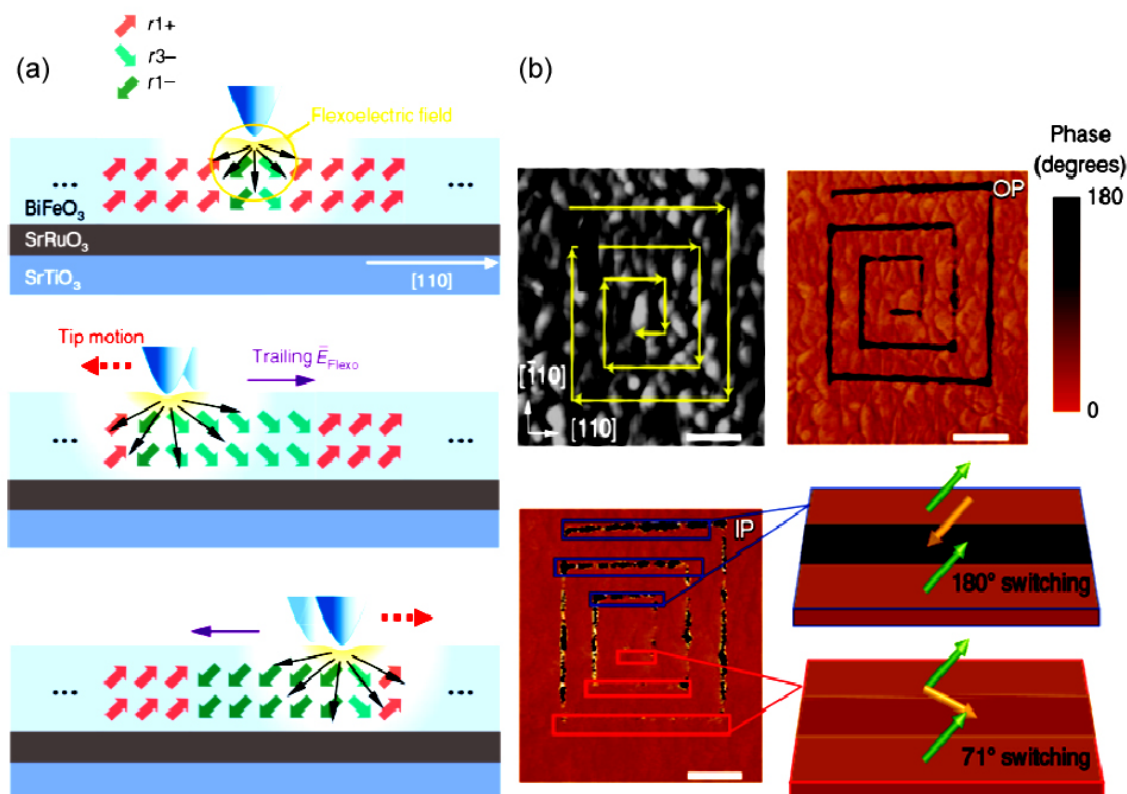 (a)
r1+
r3−
r1−
Flexoelectric field
...
...
BiFeO₃
SrRuO₃
SrTiO₃
[110]
Tip motion
Trailing E̅Flexo
...
...
...
...
(b)
OP
Phase
(degrees)
180
0
[1̅10]
[110]
IP
180° switching
71° switching